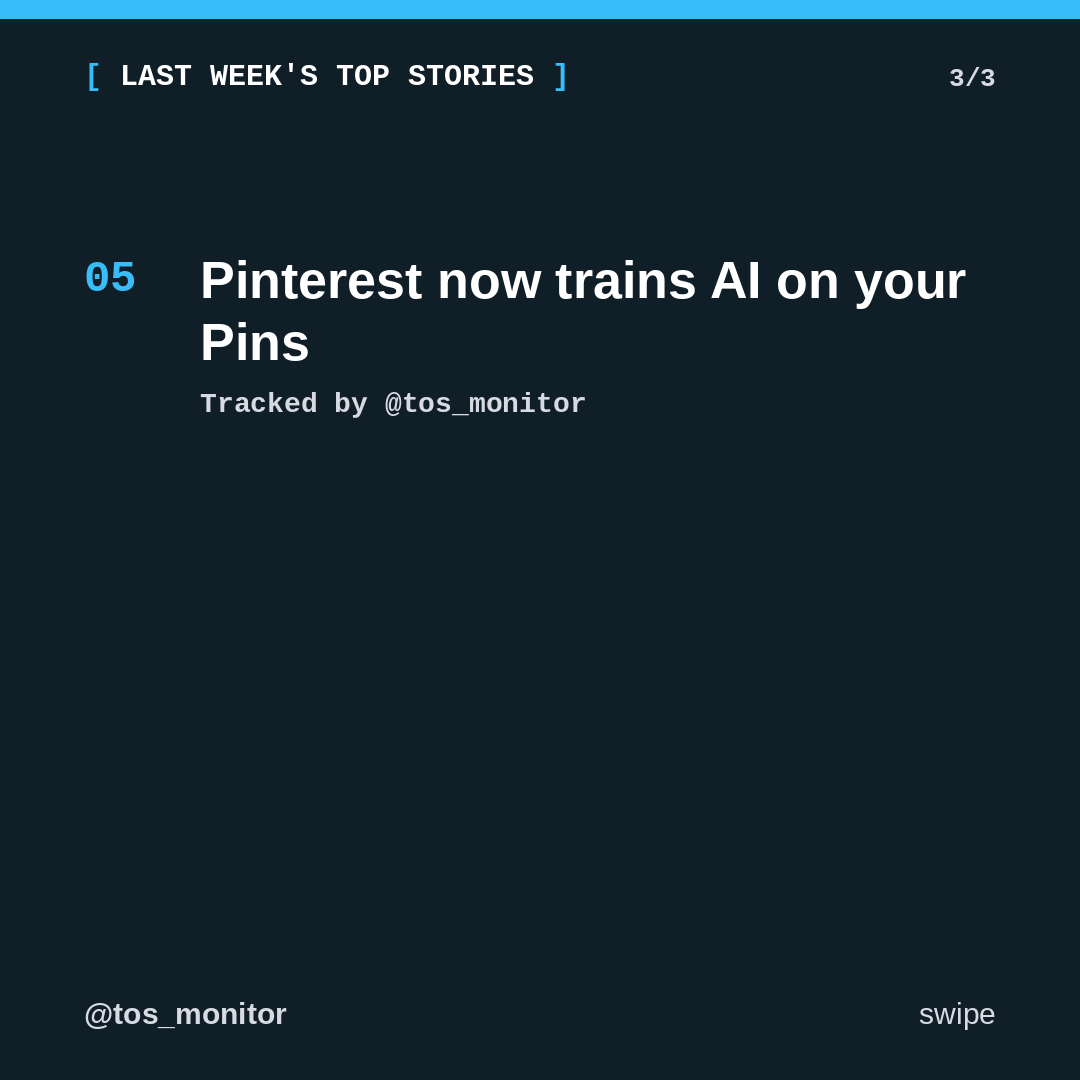 [ LAST WEEK'S TOP STORIES ]
3/3
05
Pinterest now trains AI on your
Pins
Tracked by @tos_monitor
@tos_monitor
swipe